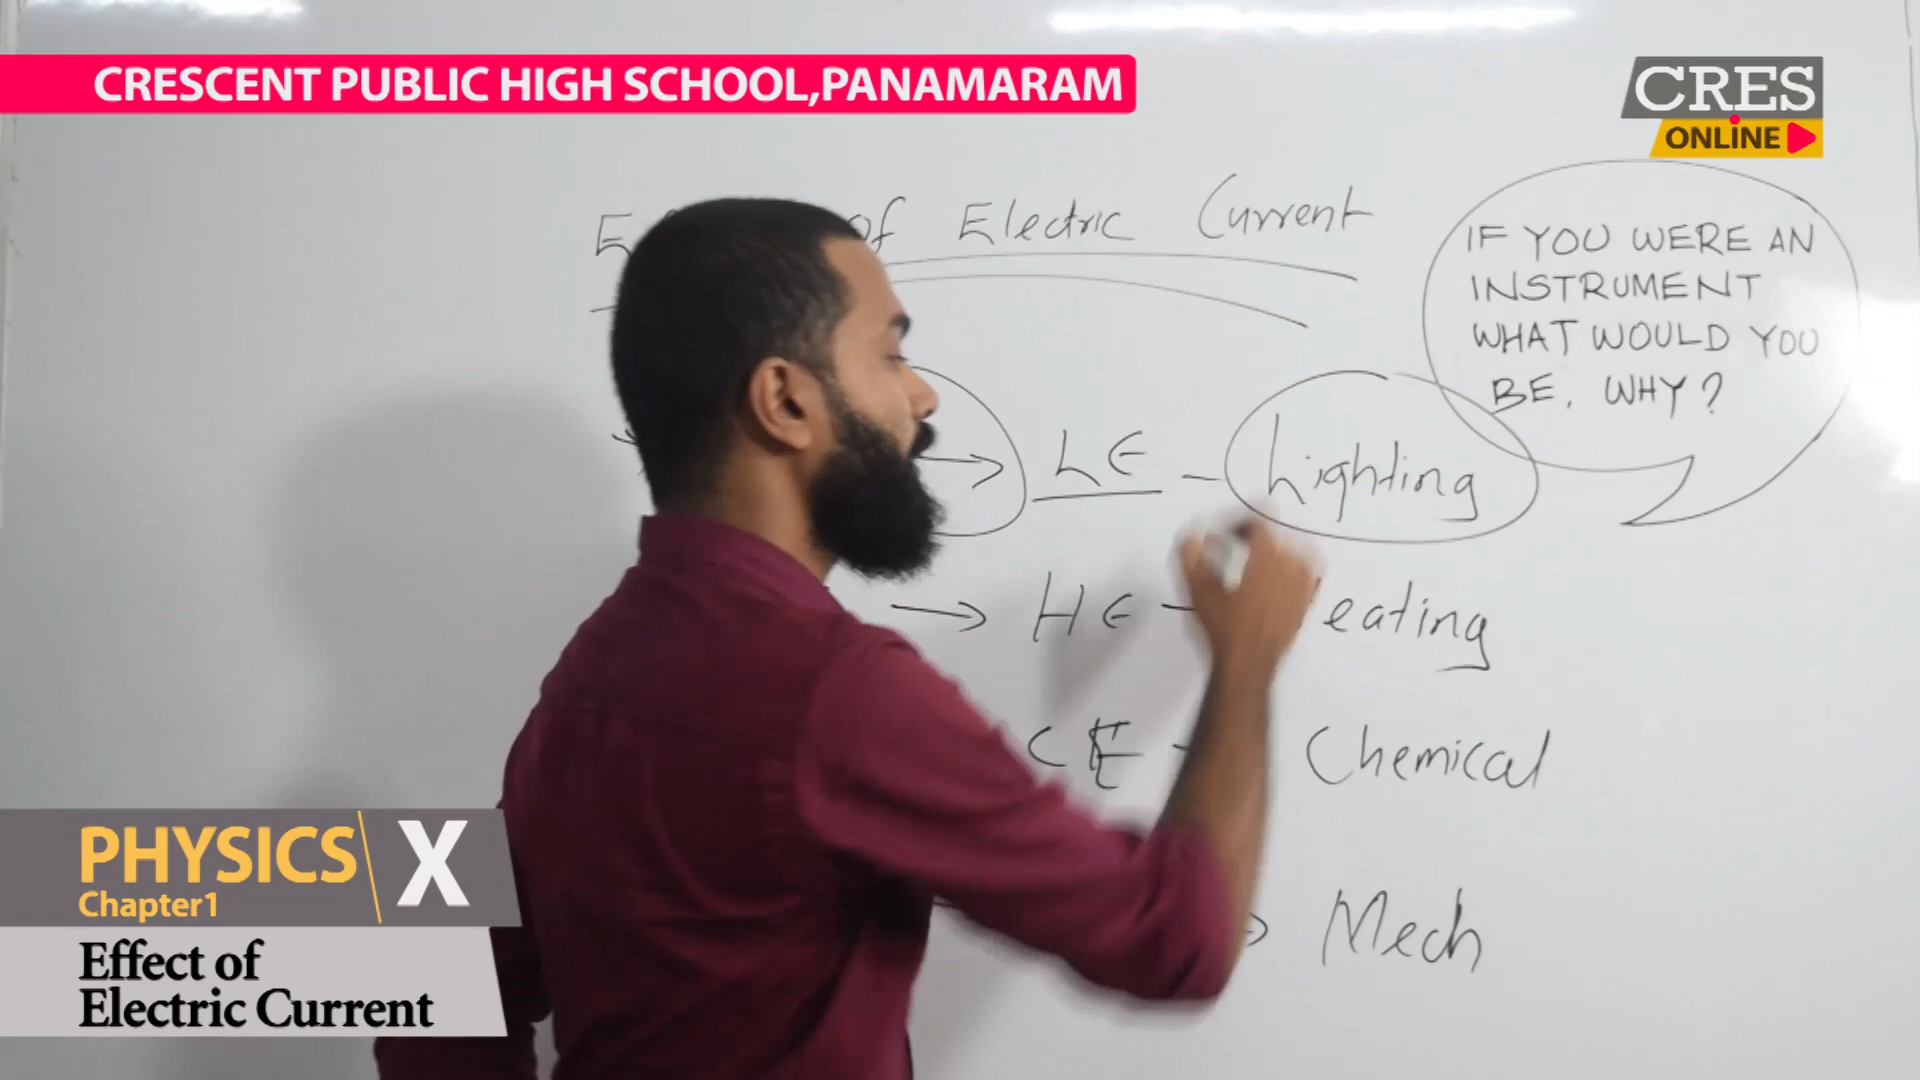 CRESCENT PUBLIC HIGH SCHOOL,PANAMARAM
CRES
ONLINE
of Electric Current
IF YOU WERE AN
INSTRUMENT
WHAT WOULD YOU
BE. WHY?
→ LE - Lighting
→ HE - eating
CE - Chemical
Mech
PHYSICS X
Chapter1
Effect of
Electric Current